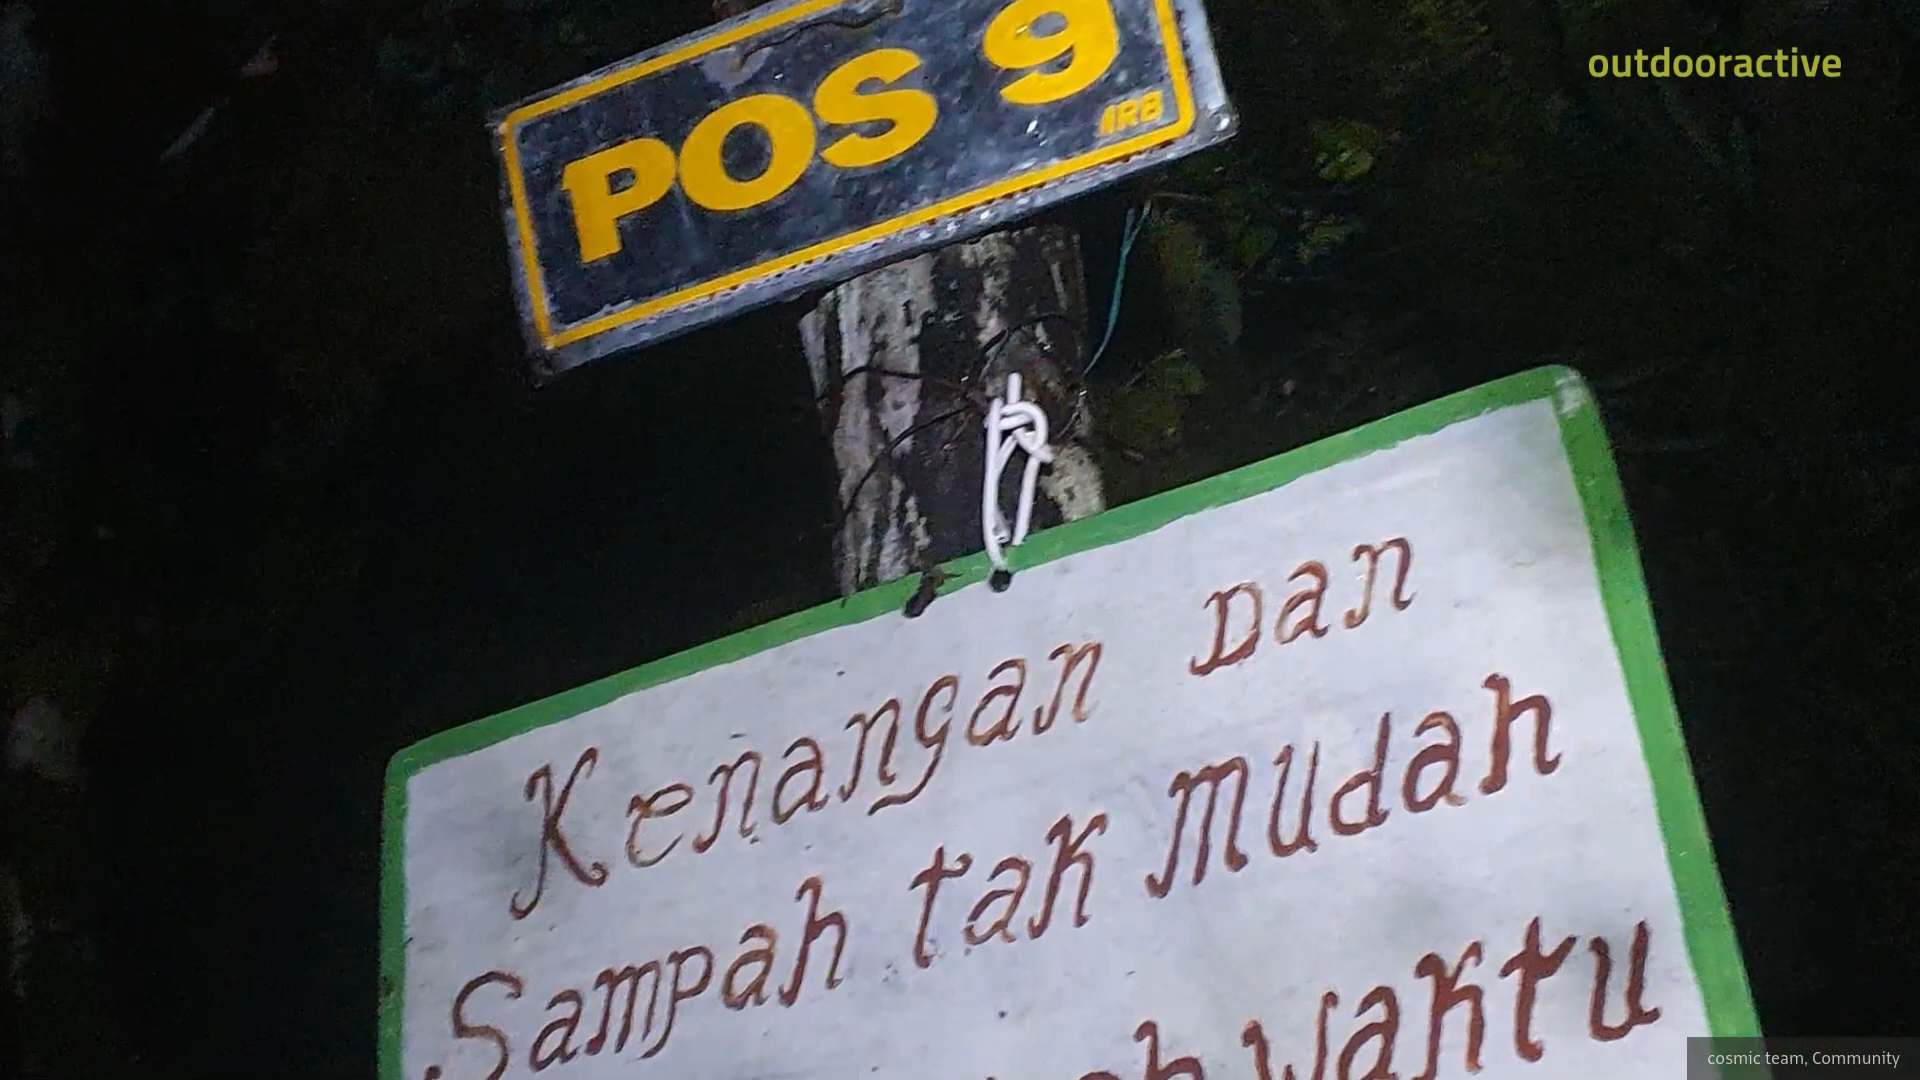 outdooractive
POS 9
IRB
Kenangan Dan
Sampah tak Mudah
waktu
cosmic team, Community